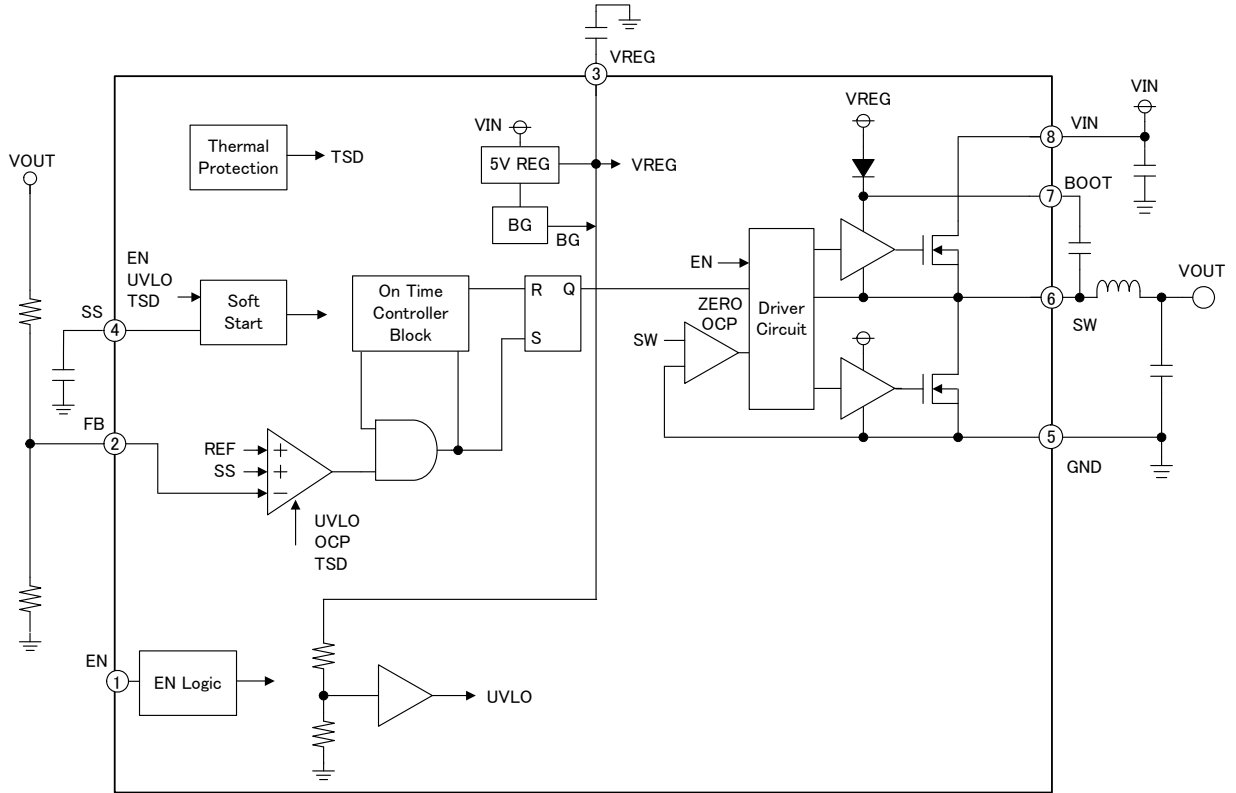 VREG
3
VIN
VREG
8
VIN
Thermal
Protection
TSD
VIN
5V REG
VREG
VOUT
7
BOOT
BG
BG
EN
UVLO
TSD
Soft
Start
On Time
Controller
Block
R
Q
S
EN
ZERO
OCP
SW
Driver
Circuit
VOUT
6
SW
SS
4
FB
2
REF
SS
+
+
−
UVLO
OCP
TSD
5
GND
EN
1
EN Logic
UVLO